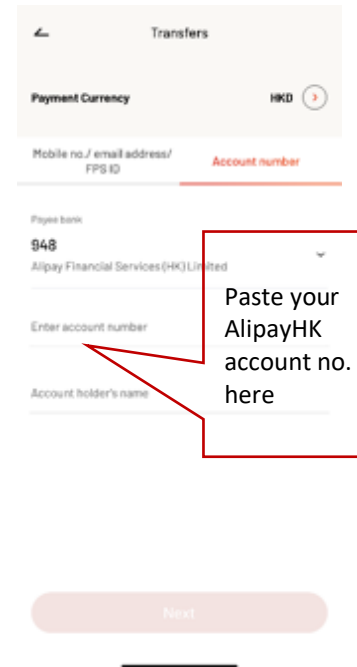 Transfers
Payment Currency
HKD
Mobile no./ email address/
FPS ID
Account number
Payee bank
948
Alipay Financial Services (HK) Limited
Enter account number
Paste your
AlipayHK
account no.
here
Account holder's name
Next